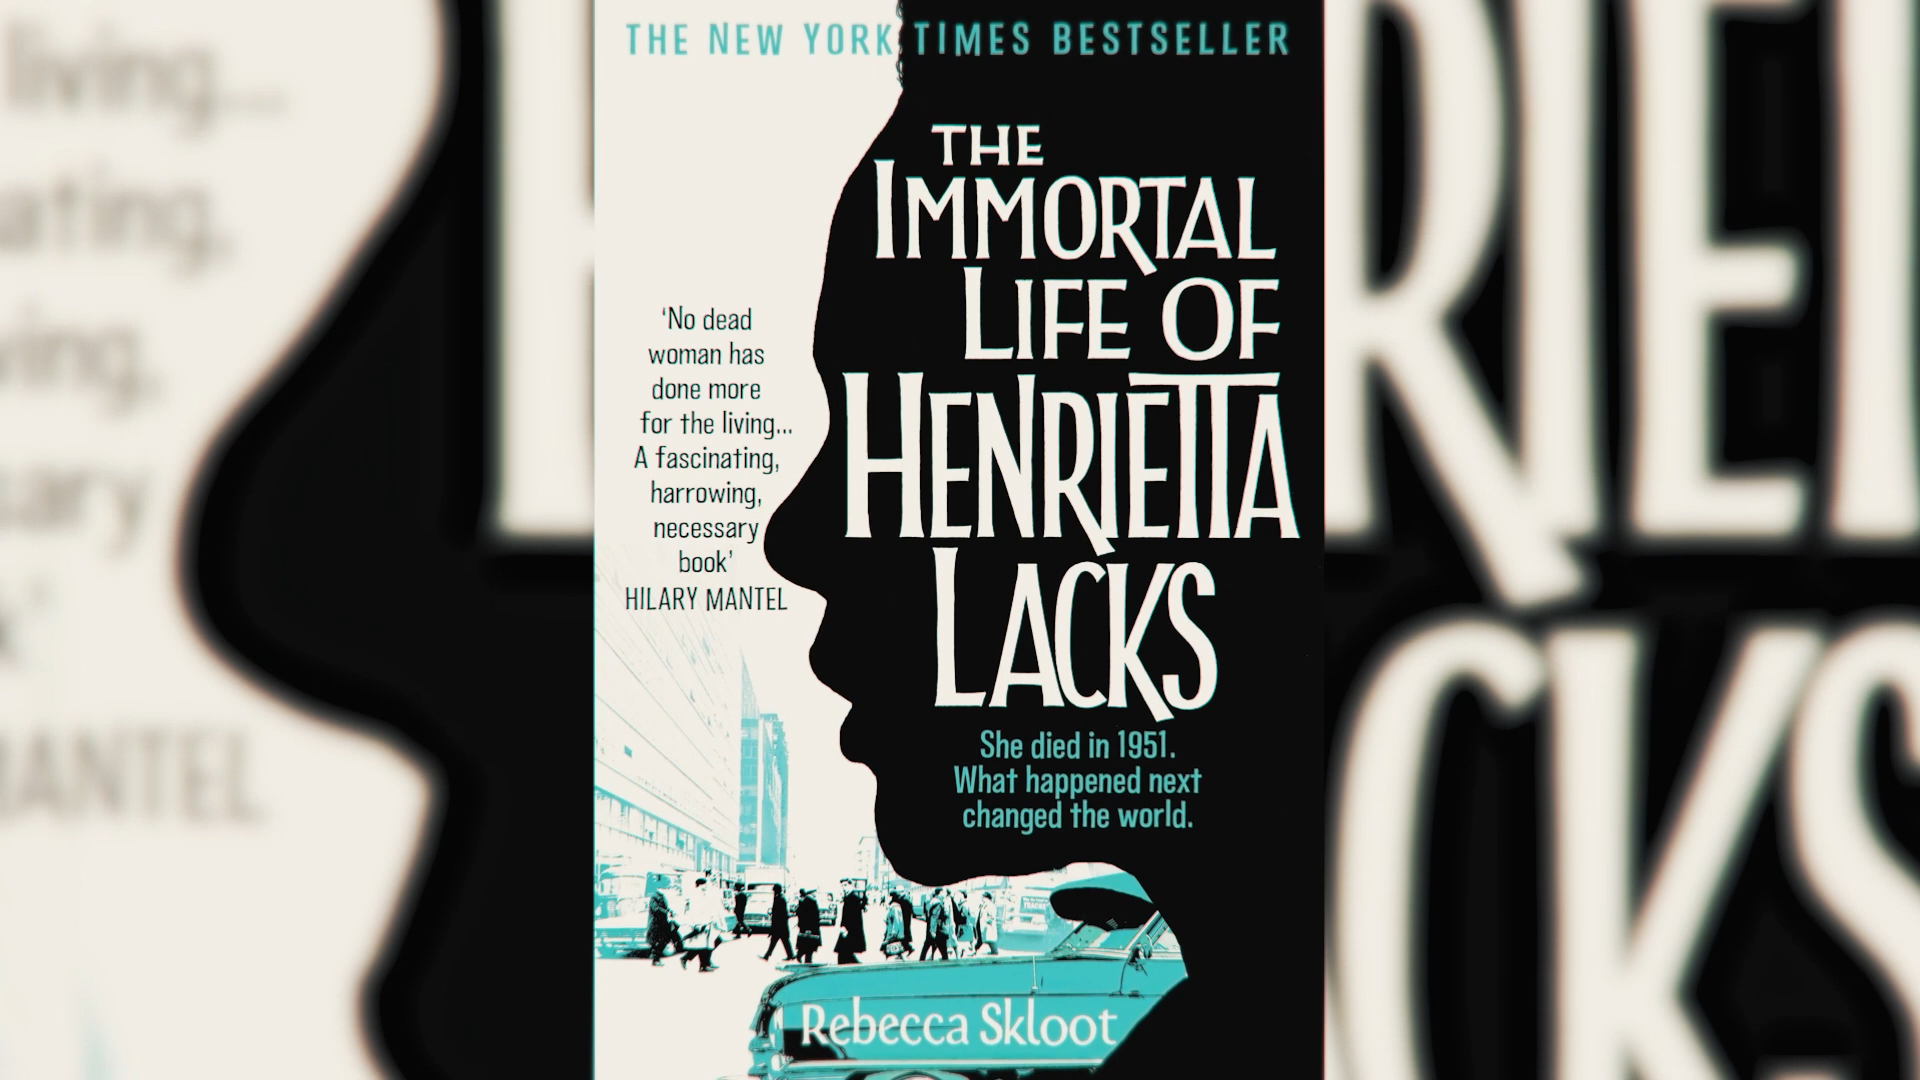 THE NEW YORK TIMES BESTSELLER
THE
IMMORTAL
LIFE OF
HENRIETTA
LACKS
'No dead
woman has
done more
for the living...
A fascinating,
harrowing,
necessary
book'
HILARY MANTEL
She died in 1951.
What happened next
changed the world.
Rebecca Skloot